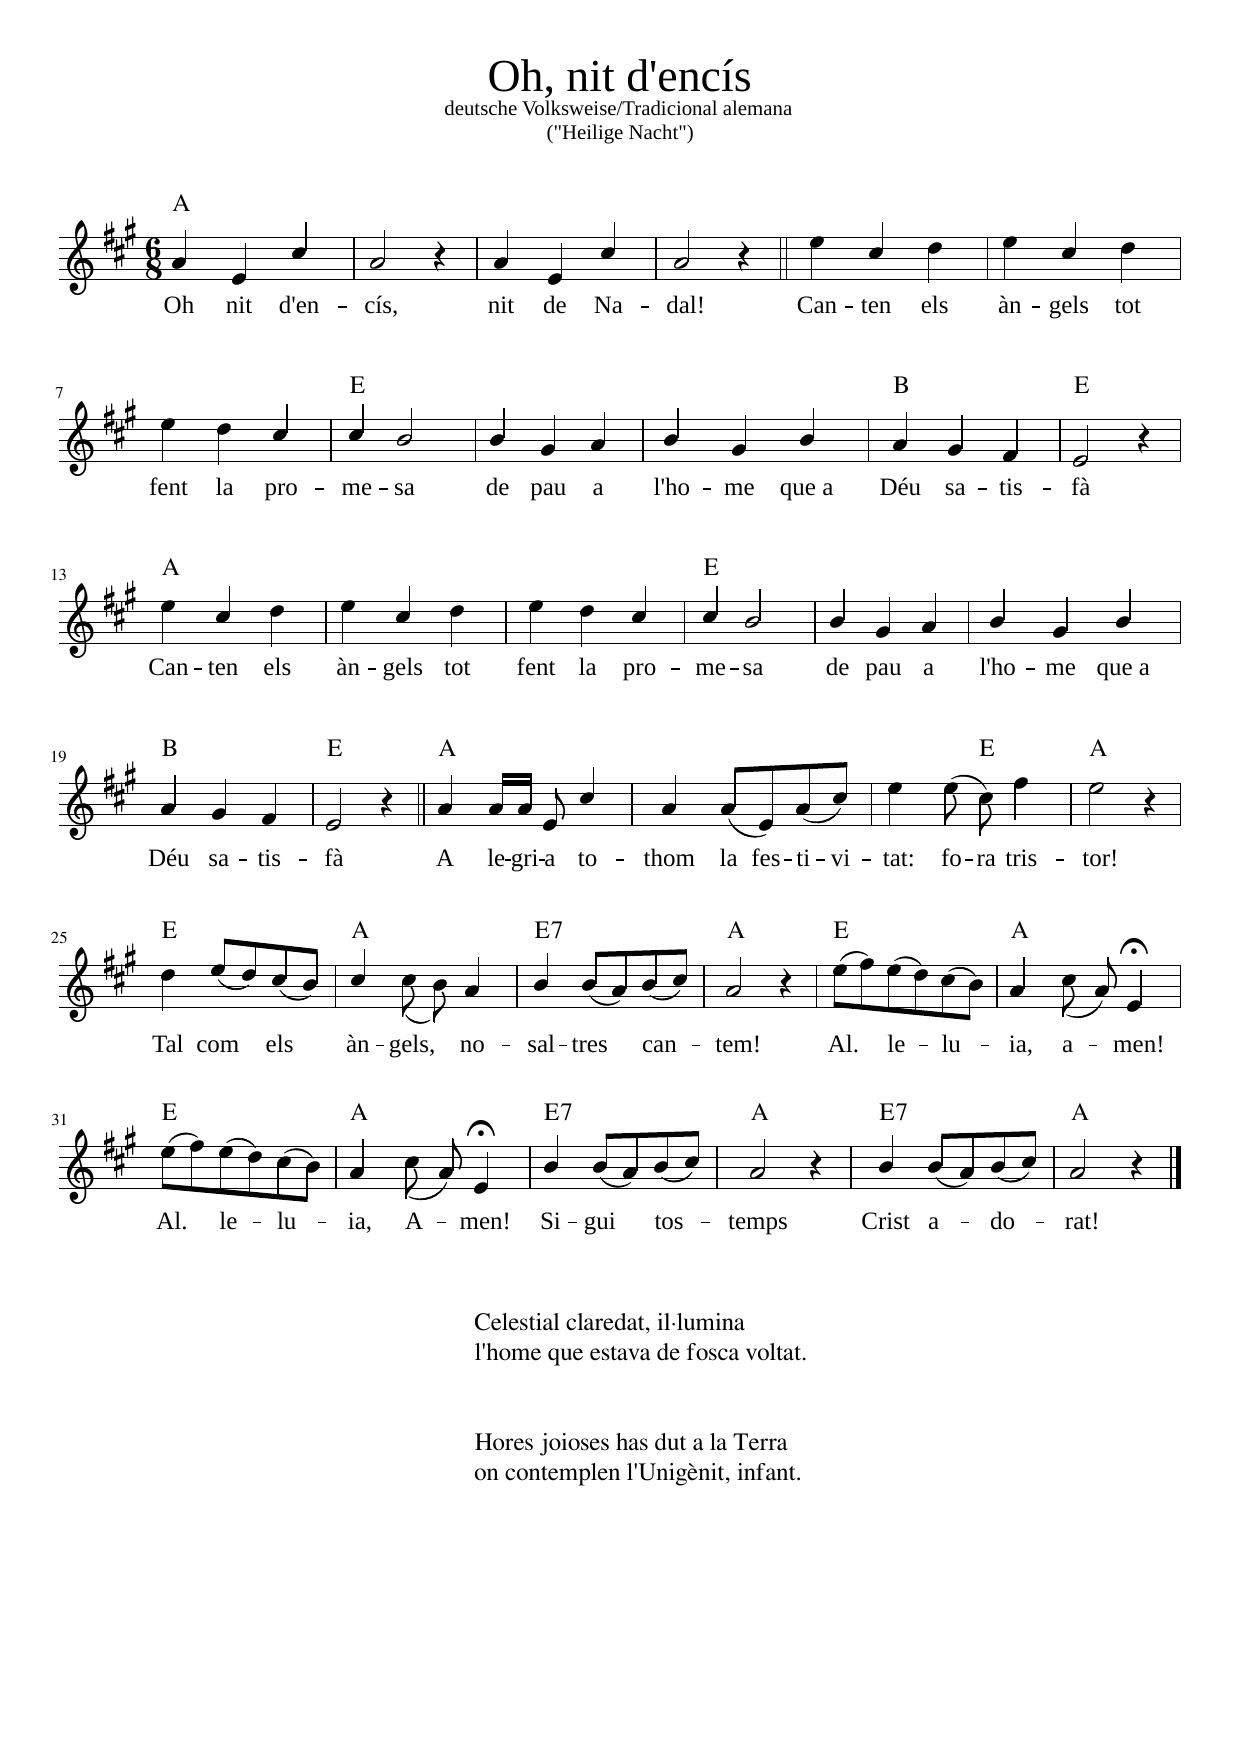 Oh, nit d'encís
deutsche Volksweise/Tradicional alemana
("Heilige Nacht")
A
6
8
Oh nit d'en – cís, nit de Na – dal! Can – ten els àn – gels tot
7 E B E
fent la pro – me – sa de pau a l'ho – me que a Déu sa – tis – fà
13 A E
Can – ten els àn – gels tot fent la pro – me – sa de pau a l'ho – me que a
19 B E A E A
Déu sa – tis – fà A le-gri-a to – thom la fes – ti – vi – tat: fo – ra tris – tor!
25 E A E7 A E A
Tal com els àn – gels, no – sal – tres can – tem! Al. le – lu – ia, a – men!
31 E A E7 A E7 A
Al. le – lu – ia, A – men! Si – gui tos – temps Crist a – do – rat!
Celestial claredat, il·lumina
l'home que estava de fosca voltat.
Hores joioses has dut a la Terra
on contemplen l'Unigènit, infant.